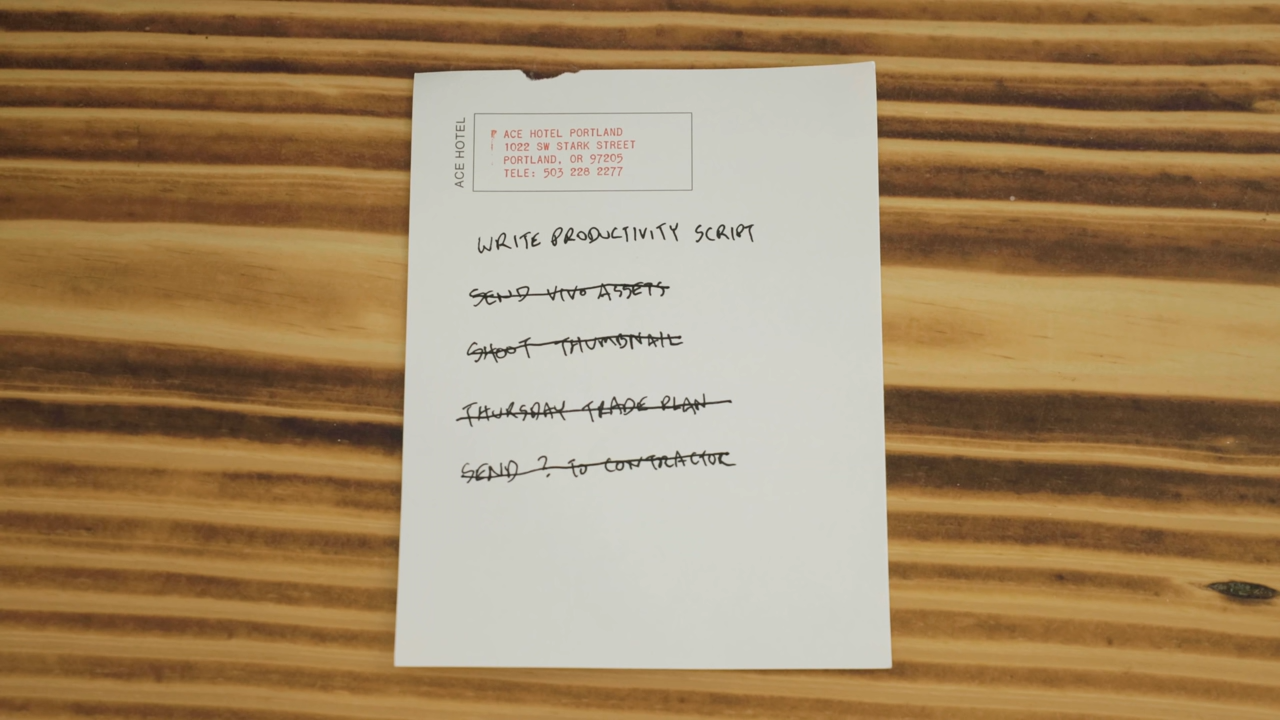 ACE HOTEL
ACE HOTEL PORTLAND
1022 SW STARK STREET
PORTLAND, OR 97205
TELE: 503 228 2277
WRITE PRODUCTIVITY SCRIPT
SEND VIVO ASSETS
SHOOT THUMBNAIL
THURSDAY TRADE PLAN
SEND ? TO CONTRACTOR